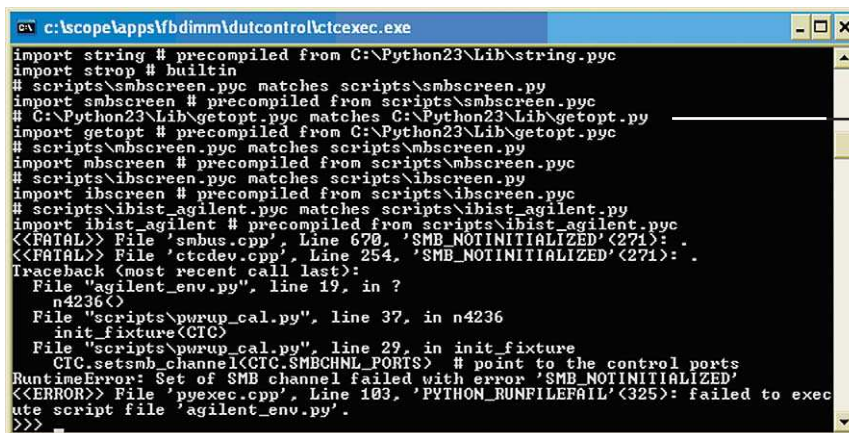 c:\scope\apps\fbdimm\dutcontrol\ctcexec.exe
import string # precompiled from C:\Python23\Lib\string.pyc
import strop # builtin
# scripts\smbscreen.pyc matches scripts\smbscreen.py
import smbscreen # precompiled from scripts\smbscreen.pyc
# C:\Python23\Lib\getopt.pyc matches C:\Python23\Lib\getopt.py
import getopt # precompiled from C:\Python23\Lib\getopt.pyc
# scripts\mbscreen.pyc matches scripts\mbscreen.py
import mbscreen # precompiled from scripts\mbscreen.pyc
# scripts\ibscreen.pyc matches scripts\ibscreen.py
import ibscreen # precompiled from scripts\ibscreen.pyc
# scripts\ibist_agilent.pyc matches scripts\ibist_agilent.py
import ibist_agilent # precompiled from scripts\ibist_agilent.pyc
<<FATAL>> File 'smbus.cpp', Line 670, 'SMB_NOTINITIALIZED'(271): .
<<FATAL>> File 'ctcdev.cpp', Line 254, 'SMB_NOTINITIALIZED'(271): .
Traceback (most recent call last):
  File "agilent_env.py", line 19, in ?
    n4236()
  File "scripts\pwrup_cal.py", line 37, in n4236
    init_fixture(CTC)
  File "scripts\pwrup_cal.py", line 29, in init_fixture
    CTC.setsmb_channel(CTC.SMBCHNL_PORTS)  # point to the control ports
RuntimeError: Set of SMB channel failed with error 'SMB_NOTINITIALIZED'
<<ERROR>> File 'pyexec.cpp', Line 103, 'PYTHON_RUNFILEFAIL'(325): failed to exec
ute script file 'agilent_env.py'.
>>> _